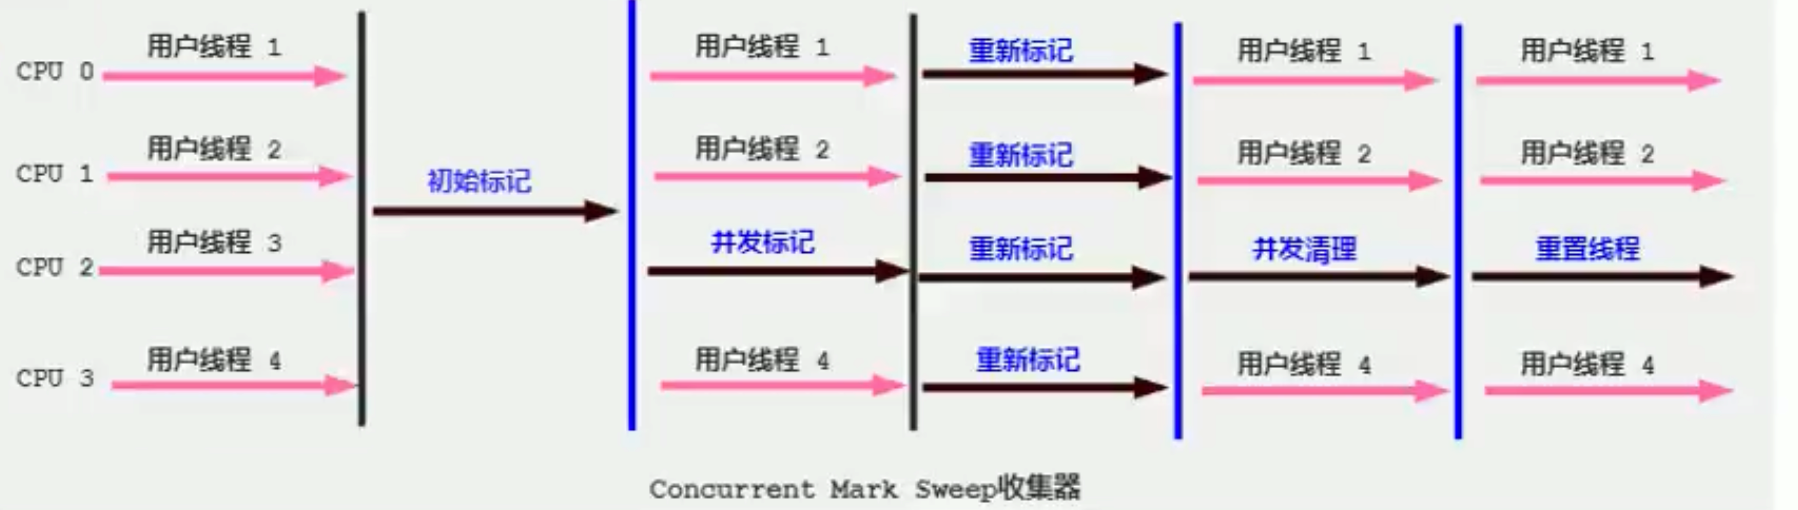 用户线程 1
用户线程 1
重新标记
用户线程 1
用户线程 1
CPU 0
用户线程 2
用户线程 2
重新标记
用户线程 2
用户线程 2
CPU 1
初始标记
用户线程 3
并发标记
重新标记
并发清理
重置线程
CPU 2
用户线程 4
用户线程 4
重新标记
用户线程 4
用户线程 4
CPU 3
Concurrent Mark Sweep收集器